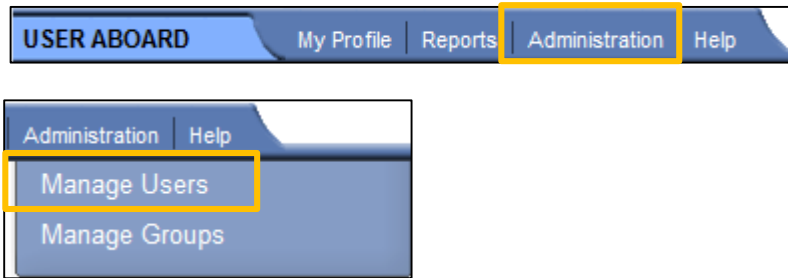 USER ABOARD My Profile Reports Administration Help
Administration Help
Manage Users
Manage Groups